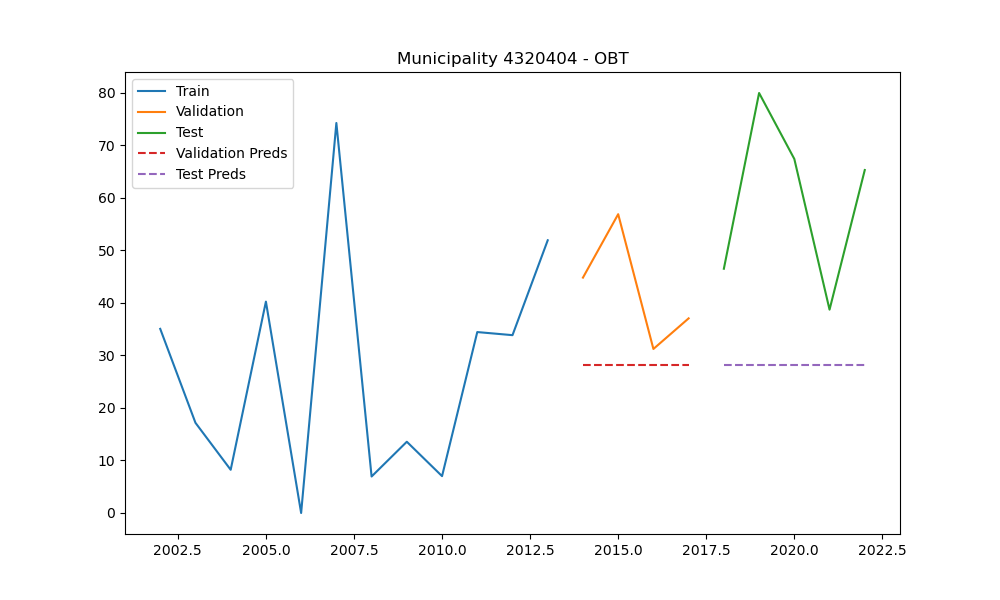 Municipality 4320404 - OBT
Train
Validation
Test
Validation Preds
Test Preds
80
70
60
50
40
30
20
10
0
2002.5 2005.0 2007.5 2010.0 2012.5 2015.0 2017.5 2020.0 2022.5